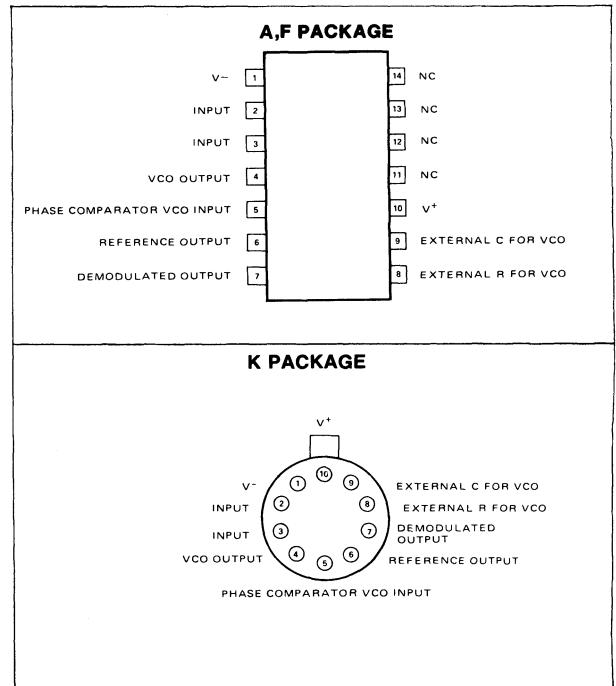 A,F PACKAGE
V− 1
14 NC
INPUT 2
13 NC
INPUT 3
12 NC
VCO OUTPUT 4
11 NC
PHASE COMPARATOR VCO INPUT 5
10 V+
REFERENCE OUTPUT 6
9 EXTERNAL C FOR VCO
DEMODULATED OUTPUT 7
8 EXTERNAL R FOR VCO
K PACKAGE
V+
10
V- 1
9 EXTERNAL C FOR VCO
INPUT 2
8 EXTERNAL R FOR VCO
INPUT 3
7 DEMODULATED
OUTPUT
VCO OUTPUT 4
6 REFERENCE OUTPUT
5
PHASE COMPARATOR VCO INPUT